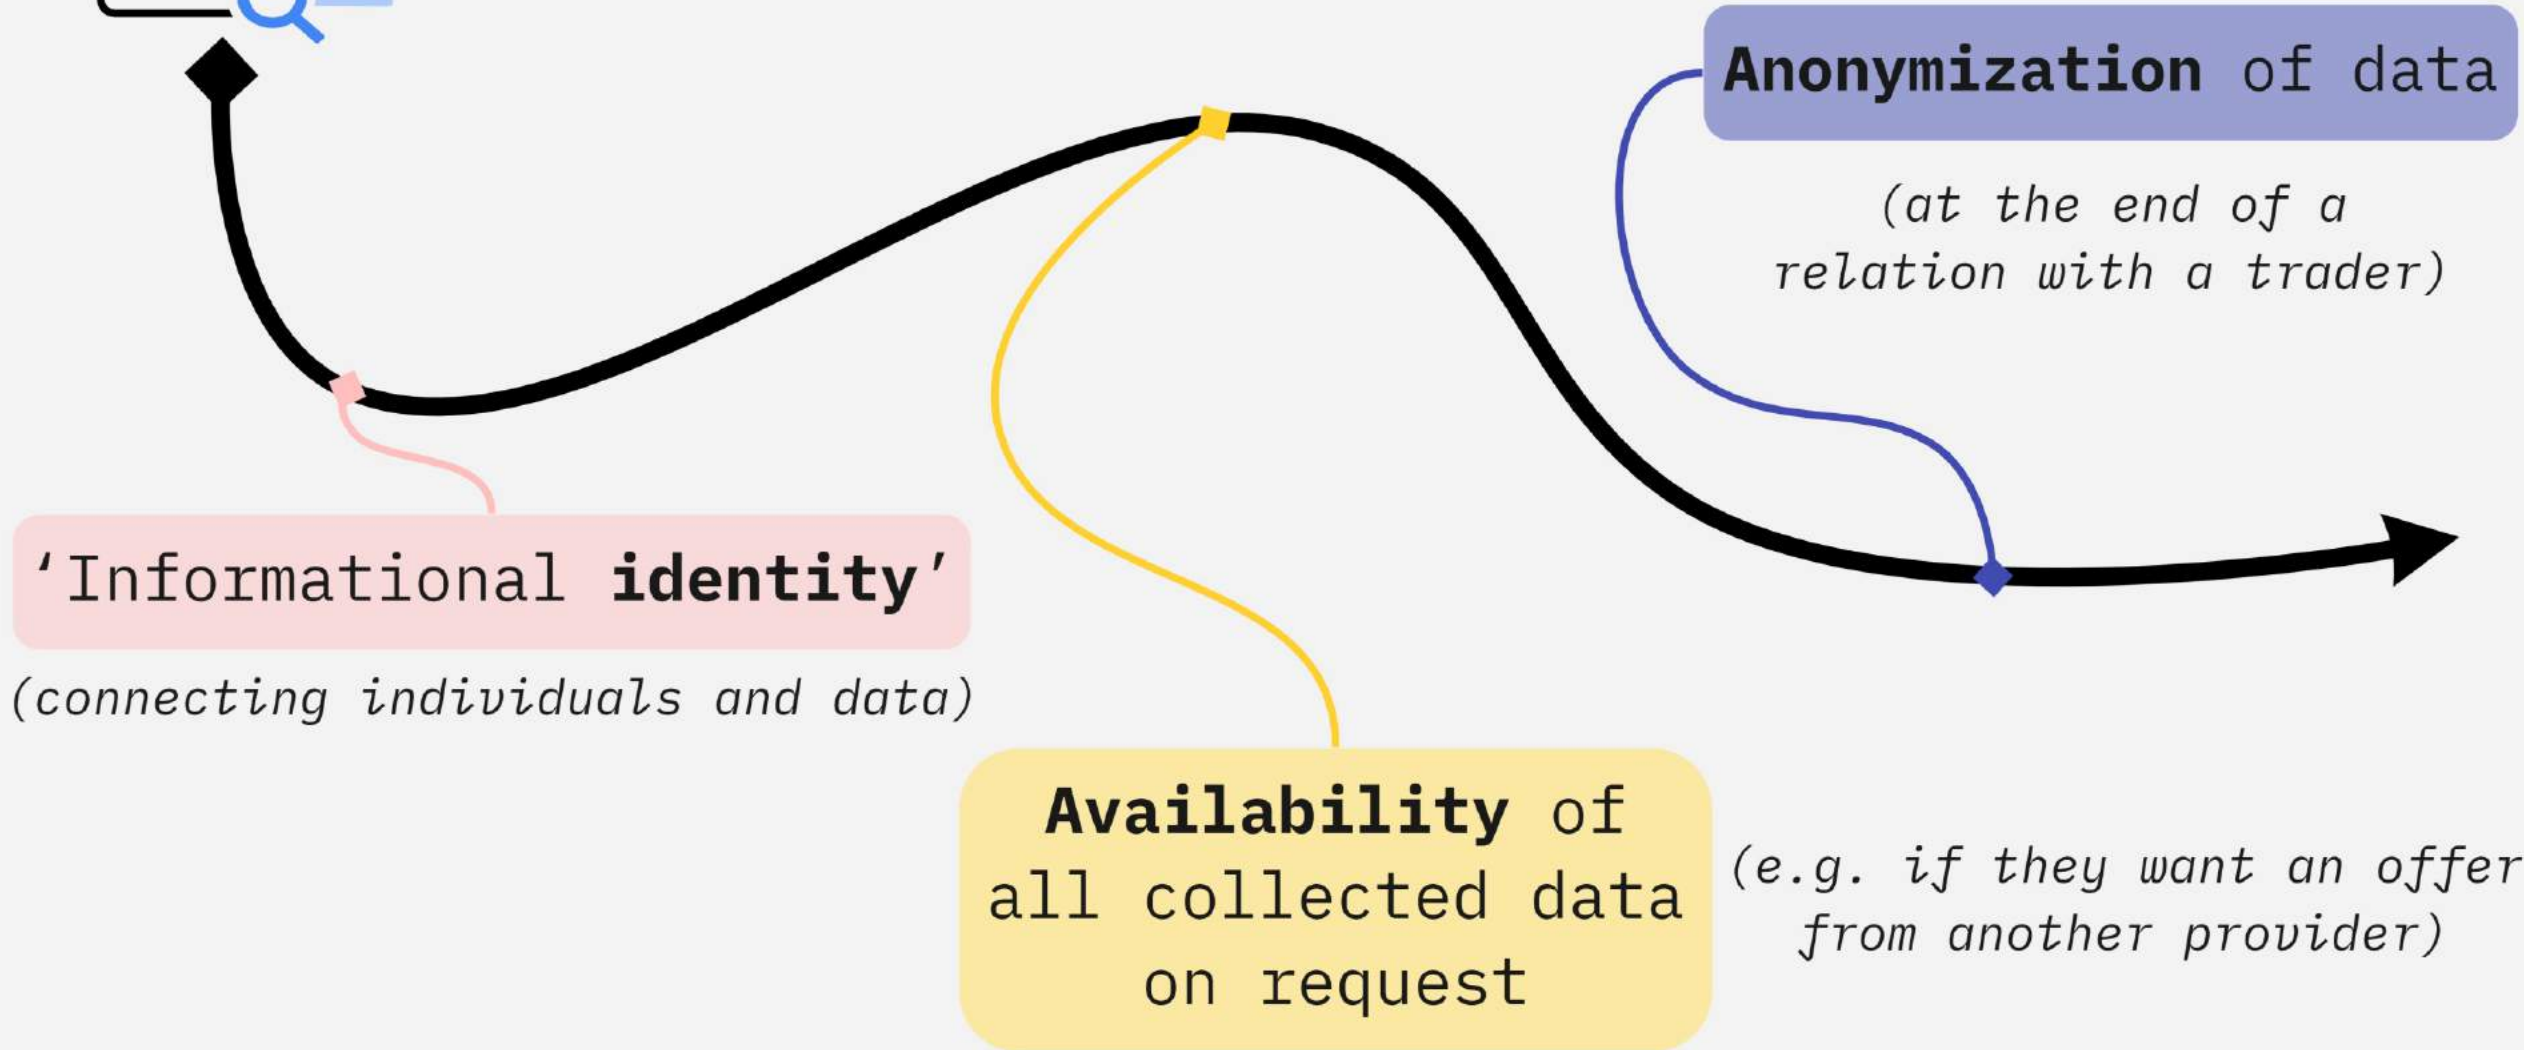 Anonymization of data
(at the end of a
relation with a trader)
‘Informational identity’
(connecting individuals and data)
Availability of
all collected data
on request
(e.g. if they want an offer
from another provider)